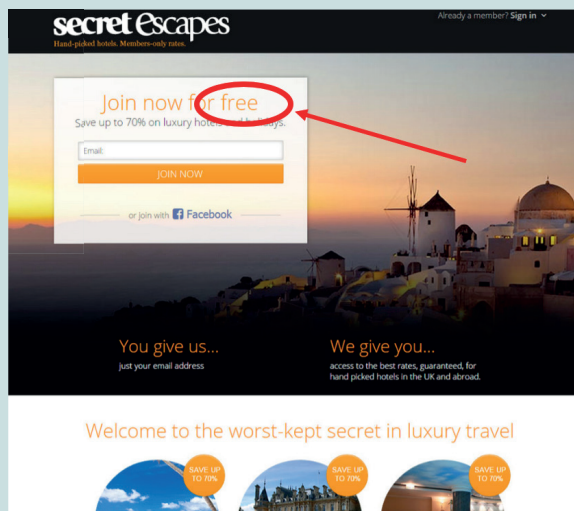 secret escapes
Already a member? Sign in
Hand-picked hotels. Members-only rates.
Join now for free
Save up to 70% on luxury hotels and holidays.
Email:
JOIN NOW
or join with f Facebook
You give us...
just your email address
We give you...
access to the best rates, guaranteed, for
hand picked hotels in the UK and abroad.
Welcome to the worst-kept secret in luxury travel
SAVE UP
TO 70%
SAVE UP
TO 70%
SAVE UP
TO 70%